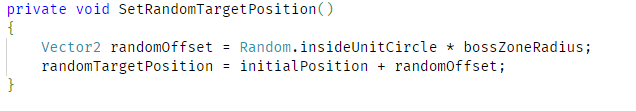 private void SetRandomTargetPosition()
{
    Vector2 randomOffset = Random.insideUnitCircle * bossZoneRadius;
    randomTargetPosition = initialPosition + randomOffset;
}